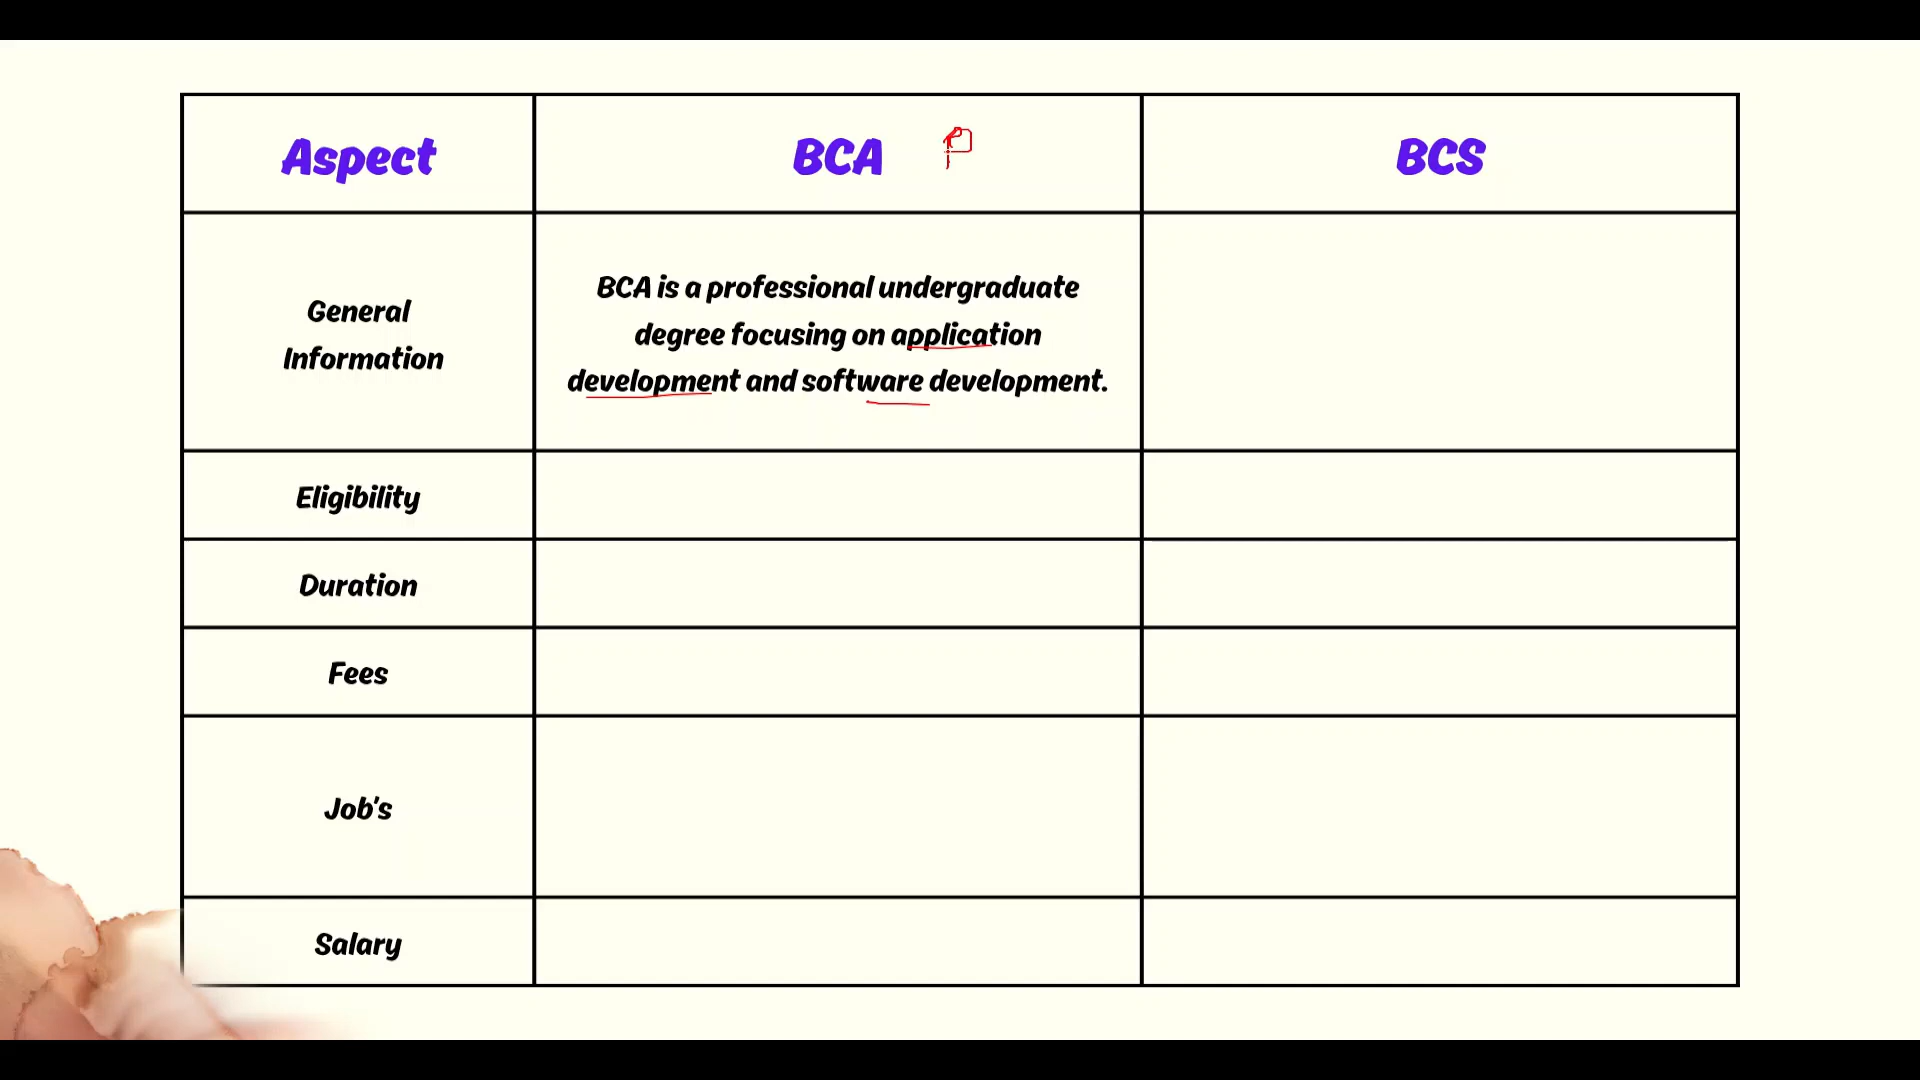 Aspect
BCA
BCS
General
Information
BCA is a professional undergraduate
degree focusing on application
development and software development.
Eligibility
Duration
Fees
Job's
Salary